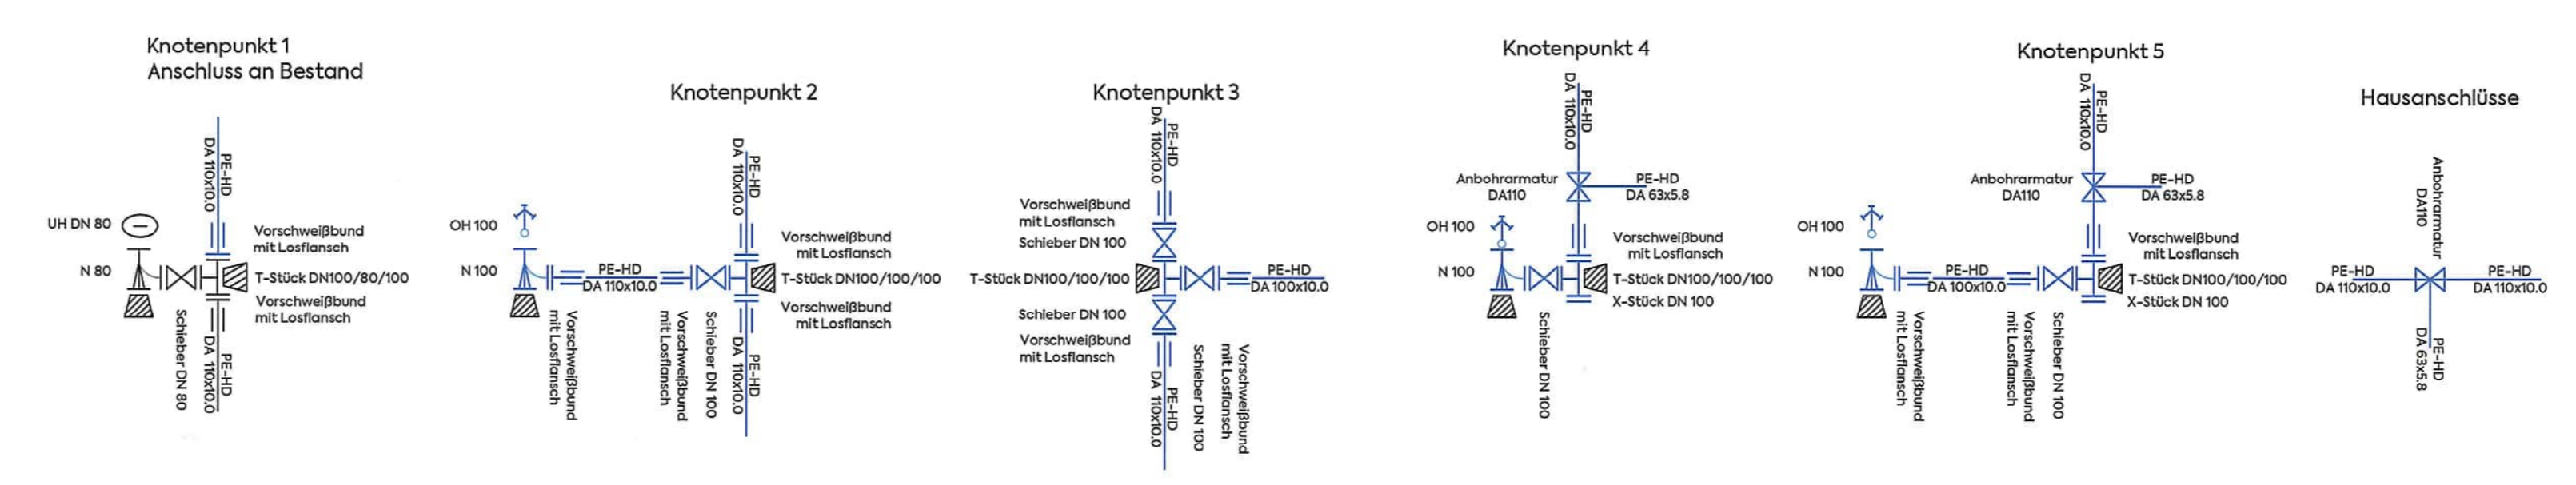 Knotenpunkt 1
Anschluss an Bestand
DA 110x10.0
PE-HD
UH DN 80
N 80
Vorschweißbund
mit Losflansch
T-Stück DN100/80/100
Vorschweißbund
mit Losflansch
Schieber DN 80
DA 110x10.0
PE-HD
Knotenpunkt 2
DA 110x10.0
PE-HD
OH 100
N 100
PE-HD
DA 110x10.0
Vorschweißbund
mit Losflansch
T-Stück DN100/100/100
Vorschweißbund
mit Losflansch
Vorschweißbund
mit Losflansch
Vorschweißbund
mit Losflansch
Schieber DN 100
DA 110x10.0
PE-HD
Knotenpunkt 3
DA 110x10.0
PE-HD
Vorschweißbund
mit Losflansch
Schieber DN 100
T-Stück DN100/100/100
PE-HD
DA 100x10.0
Schieber DN 100
Vorschweißbund
mit Losflansch
DA 110x10.0
PE-HD
Schieber DN 100
Vorschweißbund
mit Losflansch
Knotenpunkt 4
DA 110x10.0
PE-HD
Anbohrarmatur
DA110
PE-HD
DA 63x5.8
OH 100
N 100
Vorschweißbund
mit Losflansch
T-Stück DN100/100/100
X-Stück DN 100
Schieber DN 100
Knotenpunkt 5
DA 110x10.0
PE-HD
Anbohrarmatur
DA110
PE-HD
DA 63x5.8
OH 100
N 100
PE-HD
DA 100x10.0
Vorschweißbund
mit Losflansch
T-Stück DN100/100/100
X-Stück DN 100
Vorschweißbund
mit Losflansch
Vorschweißbund
mit Losflansch
Schieber DN 100
Hausanschlüsse
Anbohrarmatur
DA110
PE-HD
DA 110x10.0
PE-HD
DA 110x10.0
PE-HD
DA 63x5.8